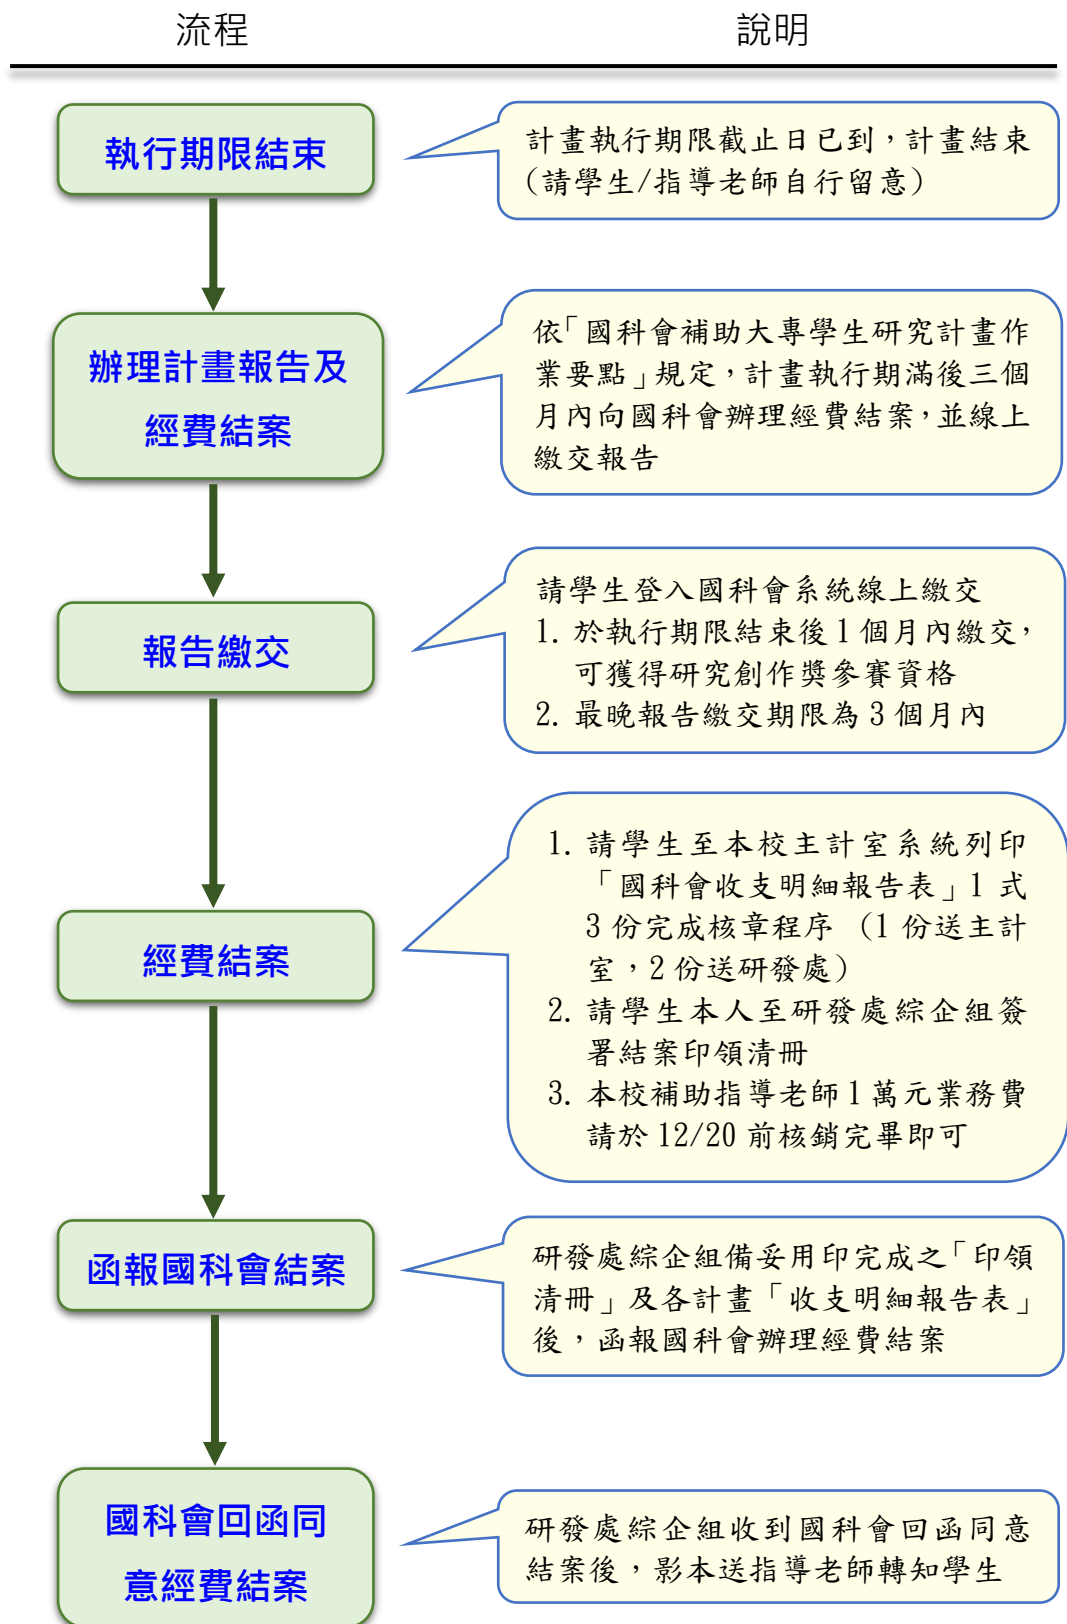 流程
說明
執行期限結束
計畫執行期限截止日已到，計畫結束
(請學生/指導老師自行留意)
辦理計畫報告及
經費結案
依「國科會補助大專學生研究計畫作
業要點」規定，計畫執行期滿後三個
月內向國科會辦理經費結案，並線上
繳交報告
報告繳交
請學生登入國科會系統線上繳交
1. 於執行期限結束後 1 個月內繳交，
可獲得研究創作獎參賽資格
2. 最晚報告繳交期限為 3 個月內
經費結案
1. 請學生至本校主計室系統列印
「國科會收支明細報告表」1 式
3 份完成核章程序 (1 份送主計
室，2 份送研發處)
2. 請學生本人至研發處綜企組簽
署結案印領清冊
3. 本校補助指導老師 1 萬元業務費
請於 12/20 前核銷完畢即可
函報國科會結案
研發處綜企組備妥用印完成之「印領
清冊」及各計畫「收支明細報告表」
後，函報國科會辦理經費結案
國科會回函同
意經費結案
研發處綜企組收到國科會回函同意
結案後，影本送指導老師轉知學生